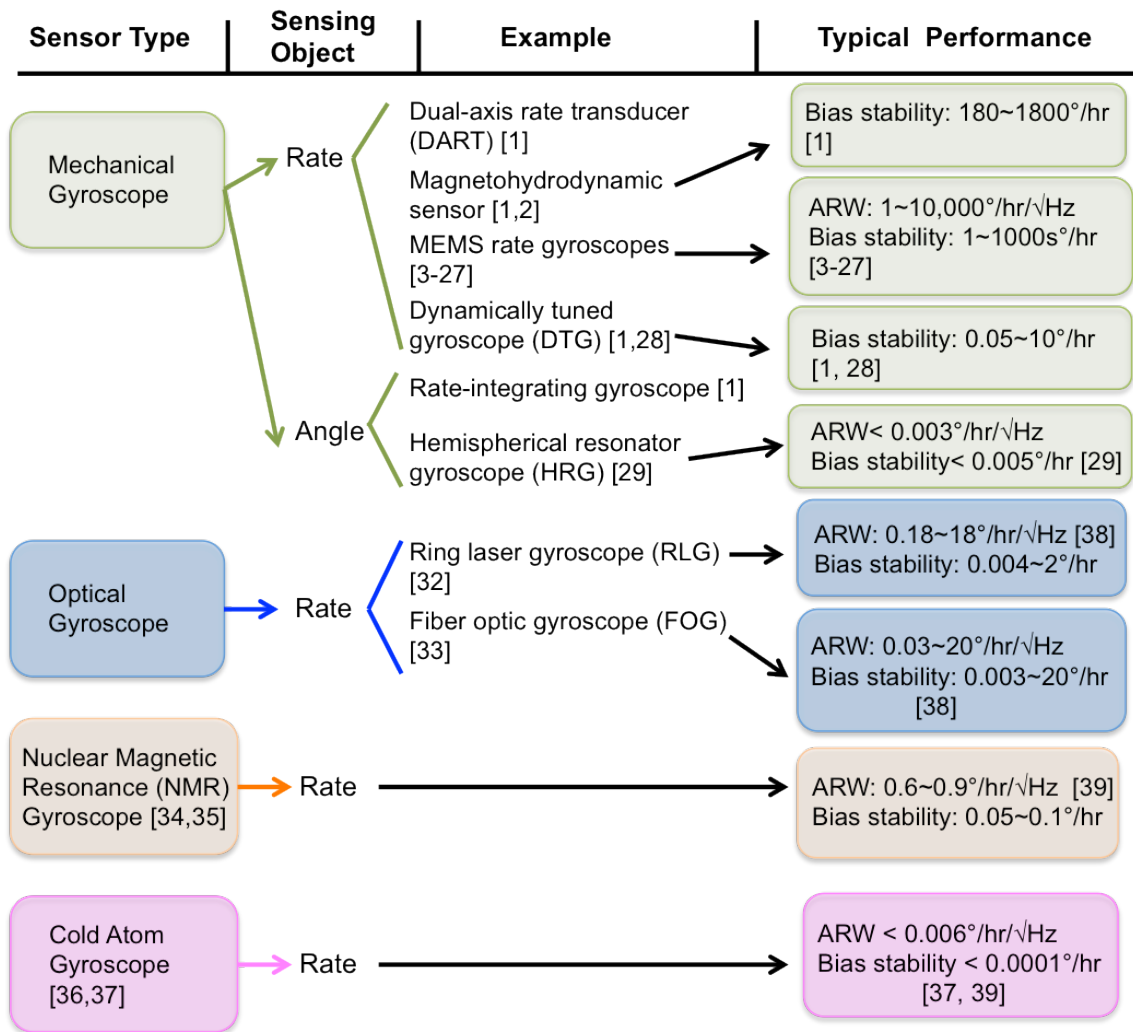 Sensor Type
Sensing
Object
Example
Typical Performance
Mechanical
Gyroscope
Rate
Dual-axis rate transducer
(DART) [1]
Magnetohydrodynamic
sensor [1,2]
MEMS rate gyroscopes
[3-27]
Dynamically tuned
gyroscope (DTG) [1,28]
Bias stability: 180~1800°/hr
[1]
ARW: 1~10,000°/hr/√Hz
Bias stability: 1~1000s°/hr
[3-27]
Bias stability: 0.05~10°/hr
[1, 28]
Angle
Rate-integrating gyroscope [1]
Hemispherical resonator
gyroscope (HRG) [29]
ARW< 0.003°/hr/√Hz
Bias stability< 0.005°/hr [29]
Optical
Gyroscope
Rate
Ring laser gyroscope (RLG)
[32]
Fiber optic gyroscope (FOG)
[33]
ARW: 0.18~18°/hr/√Hz [38]
Bias stability: 0.004~2°/hr
ARW: 0.03~20°/hr/√Hz
Bias stability: 0.003~20°/hr
[38]
Nuclear Magnetic
Resonance (NMR)
Gyroscope [34,35]
Rate
ARW: 0.6~0.9°/hr/√Hz [39]
Bias stability: 0.05~0.1°/hr
Cold Atom
Gyroscope
[36,37]
Rate
ARW < 0.006°/hr/√Hz
Bias stability < 0.0001°/hr
[37, 39]